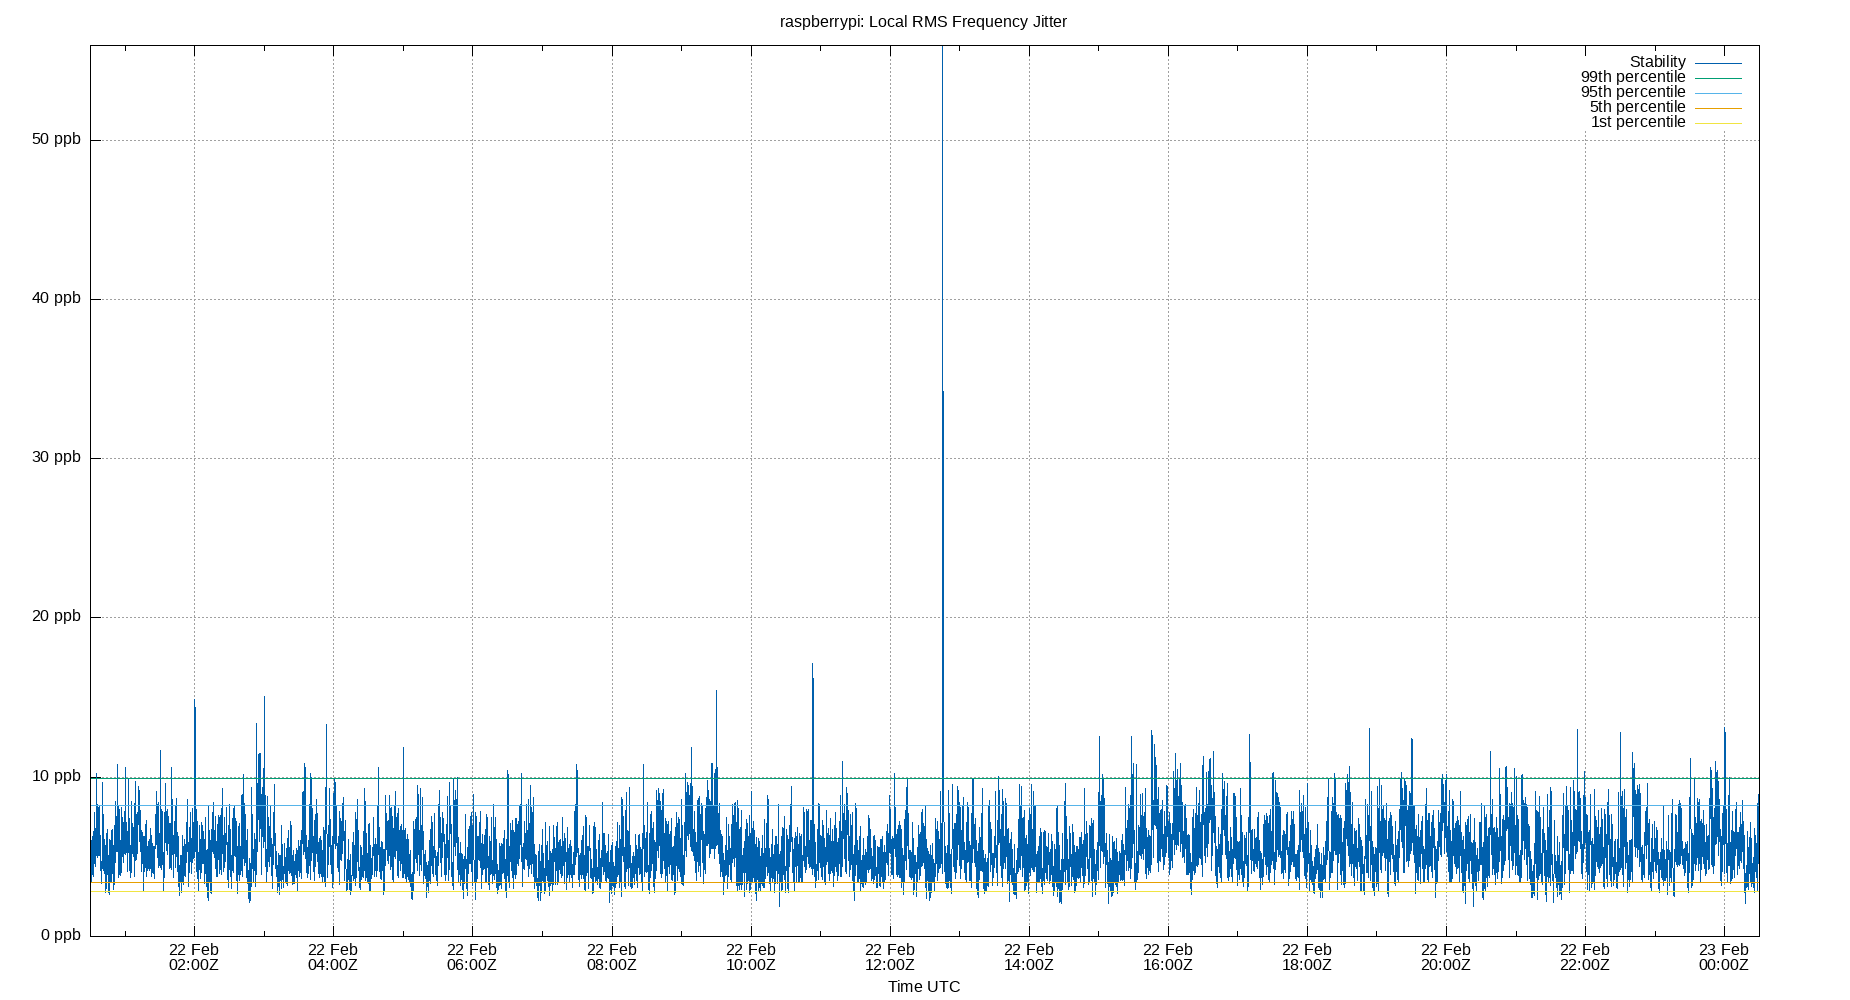 raspberrypi: Local RMS Frequency Jitter
Stability
99th percentile
95th percentile
5th percentile
1st percentile
50 ppb
40 ppb
30 ppb
20 ppb
10 ppb
0 ppb
22 Feb 22 Feb 22 Feb 22 Feb 22 Feb 22 Feb 22 Feb 22 Feb 22 Feb 22 Feb 22 Feb 23 Feb
02:00Z 04:00Z 06:00Z 08:00Z 10:00Z 12:00Z 14:00Z 16:00Z 18:00Z 20:00Z 22:00Z 00:00Z
Time UTC